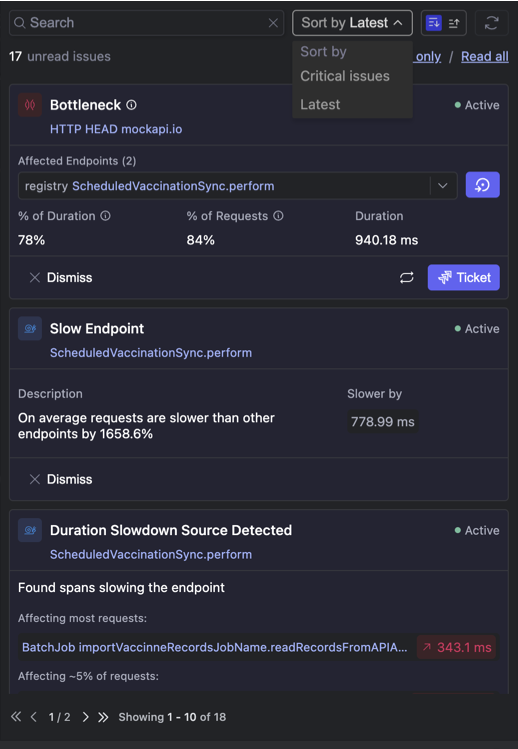 Search
Sort by Latest
17 unread issues
only / Read all
Sort by
Critical issues
Latest
Bottleneck
Active
HTTP HEAD mockapi.io
Affected Endpoints (2)
registry ScheduledVaccinationSync.perform
% of Duration
% of Requests
Duration
78%
84%
940.18 ms
Dismiss
Ticket
Slow Endpoint
Active
ScheduledVaccinationSync.perform
Description
Slower by
On average requests are slower than other
endpoints by 1658.6%
778.99 ms
Dismiss
Duration Slowdown Source Detected
Active
ScheduledVaccinationSync.perform
Found spans slowing the endpoint
Affecting most requests:
BatchJob importVaccinneRecordsJobName.readRecordsFromAPIA...
343.1 ms
Affecting ~5% of requests:
1 / 2
Showing 1 - 10 of 18